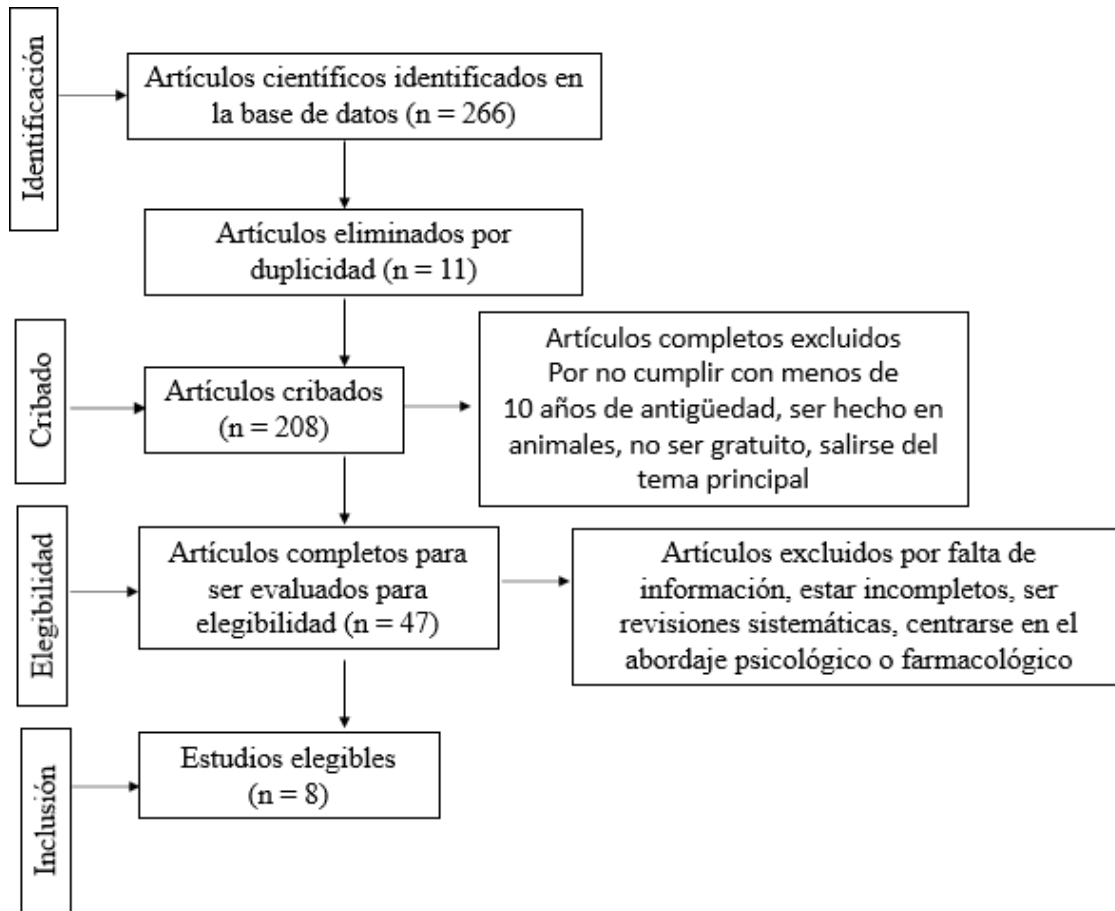 Identificación
Artículos científicos identificados en
la base de datos (n = 266)
Artículos eliminados por
duplicidad (n = 11)
Cribado
Artículos cribados
(n = 208)
Artículos completos excluidos
Por no cumplir con menos de
10 años de antigüedad, ser hecho en
animales, no ser gratuito, salirse del
tema principal
Elegibilidad
Artículos completos para
ser evaluados para
elegibilidad (n = 47)
Artículos excluidos por falta de
información, estar incompletos, ser
revisiones sistemáticas, centrarse en el
abordaje psicológico o farmacológico
Inclusión
Estudios elegibles
(n = 8)